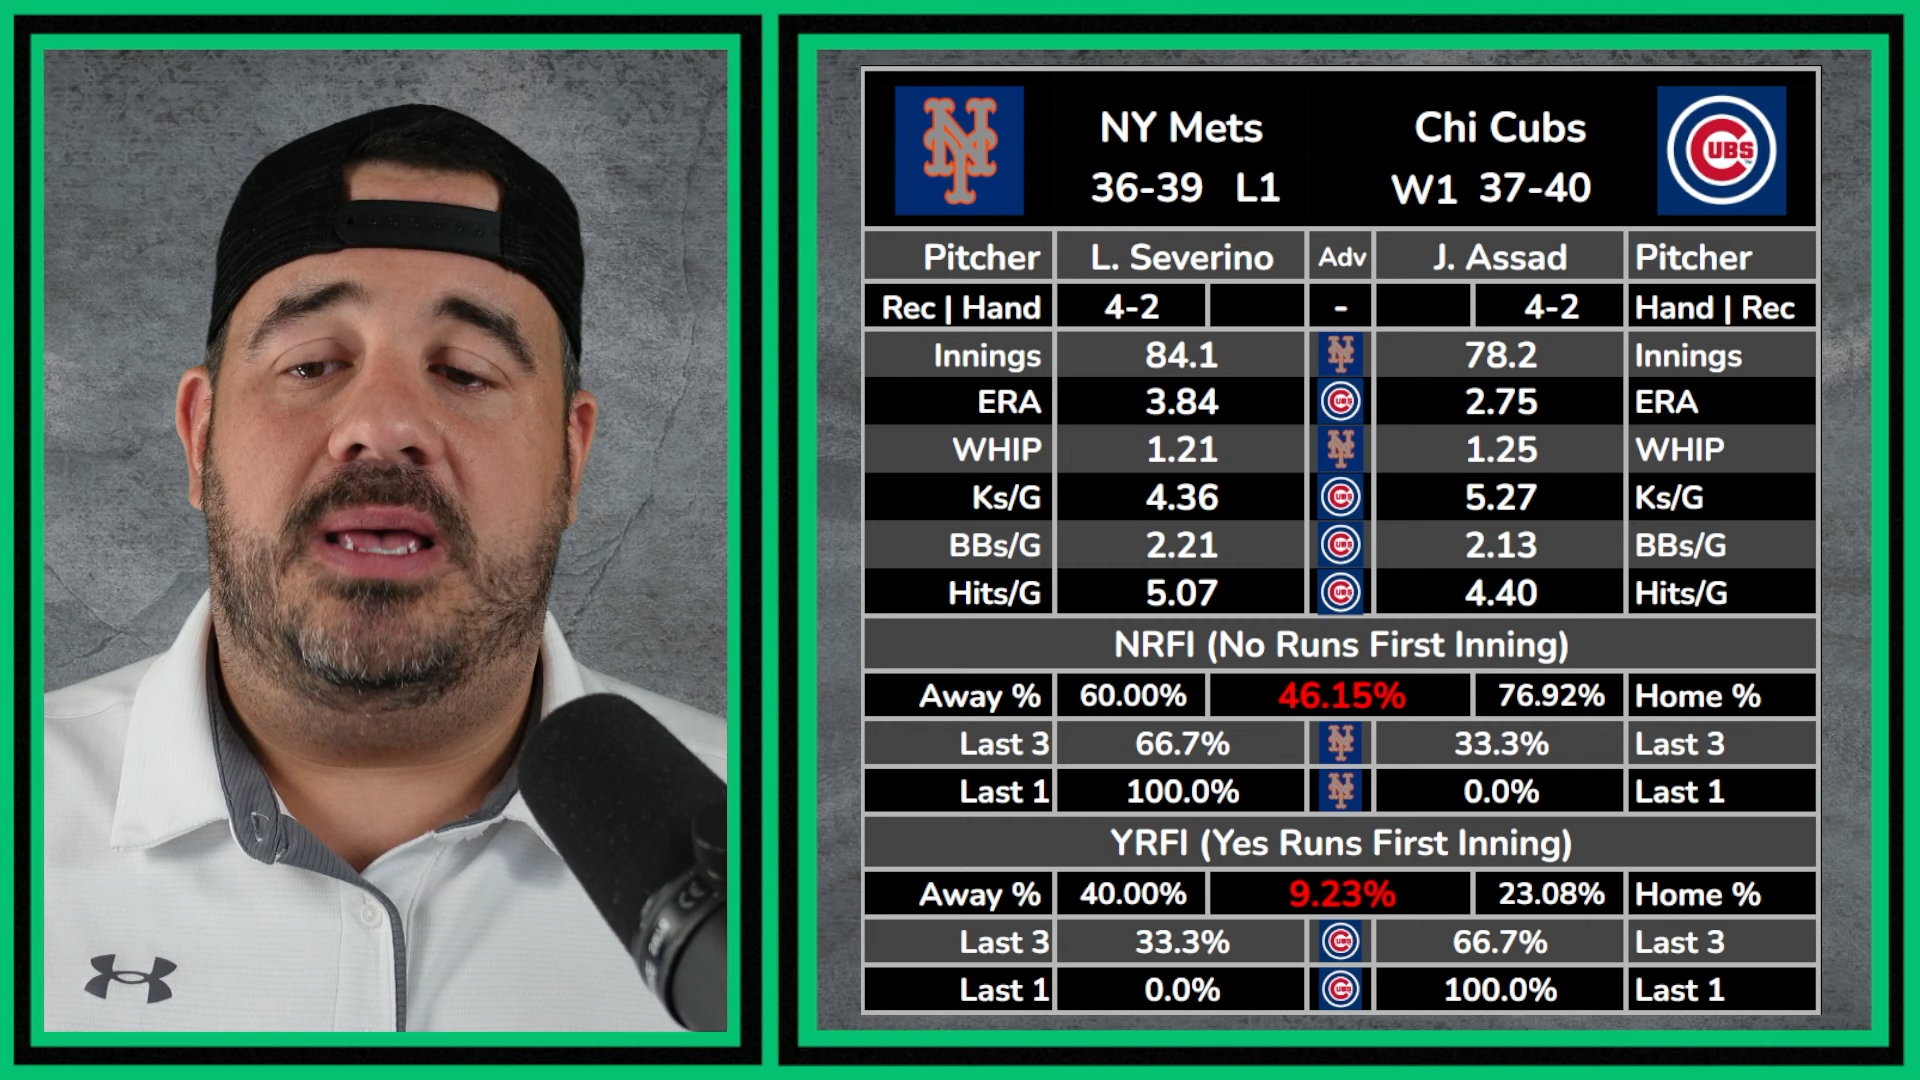 NY Mets Chi Cubs
36-39 L1 W1 37-40
CUBS
Pitcher L. Severino Adv J. Assad Pitcher
Rec | Hand 4-2 - 4-2 Hand | Rec
Innings 84.1 78.2 Innings
ERA 3.84 2.75 ERA
WHIP 1.21 1.25 WHIP
Ks/G 4.36 5.27 Ks/G
BBs/G 2.21 2.13 BBs/G
Hits/G 5.07 4.40 Hits/G
NRFI (No Runs First Inning)
Away % 60.00% 46.15% 76.92% Home %
Last 3 66.7% 33.3% Last 3
Last 1 100.0% 0.0% Last 1
YRFI (Yes Runs First Inning)
Away % 40.00% 9.23% 23.08% Home %
Last 3 33.3% 66.7% Last 3
Last 1 0.0% 100.0% Last 1